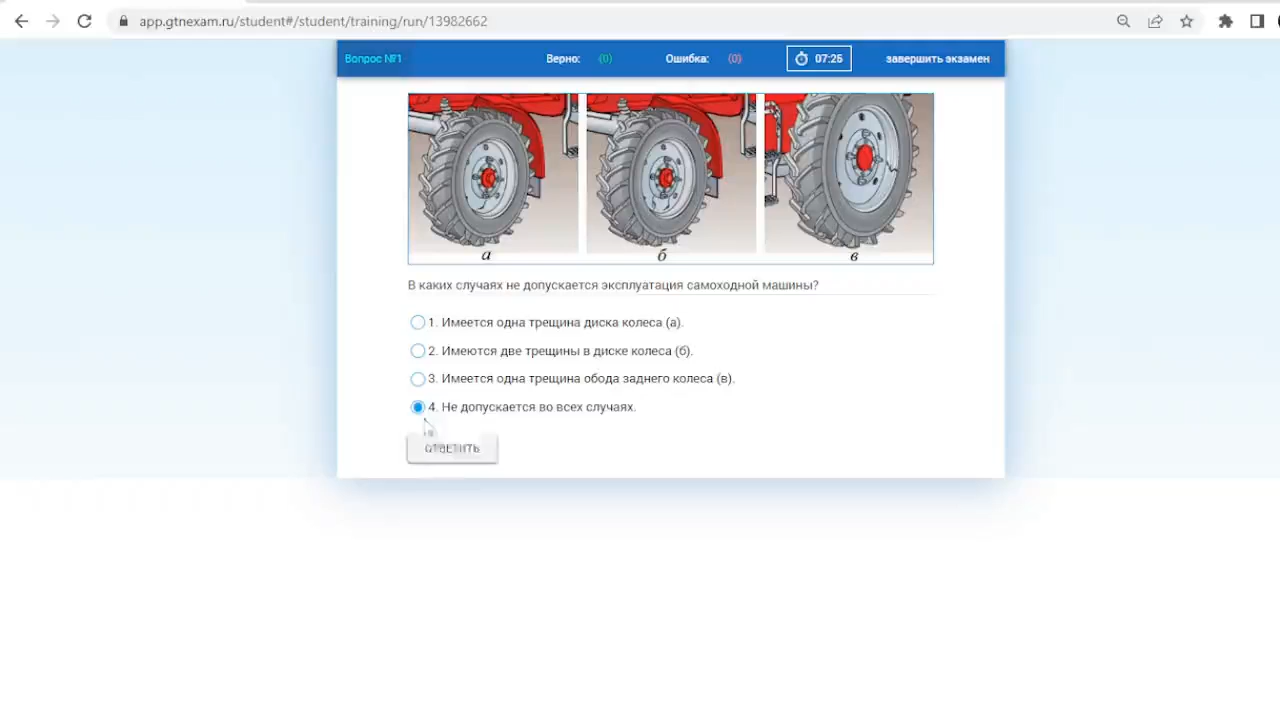 app.gtnexam.ru/student#/student/training/run/13982662
Вопрос №1 Верно: (0) Ошибка: (0) 07:25 завершить экзамен
а б в
В каких случаях не допускается эксплуатация самоходной машины?
1. Имеется одна трещина диска колеса (а).
2. Имеются две трещины в диске колеса (б).
3. Имеется одна трещина обода заднего колеса (в).
4. Не допускается во всех случаях.
ОТВЕТИТЬ